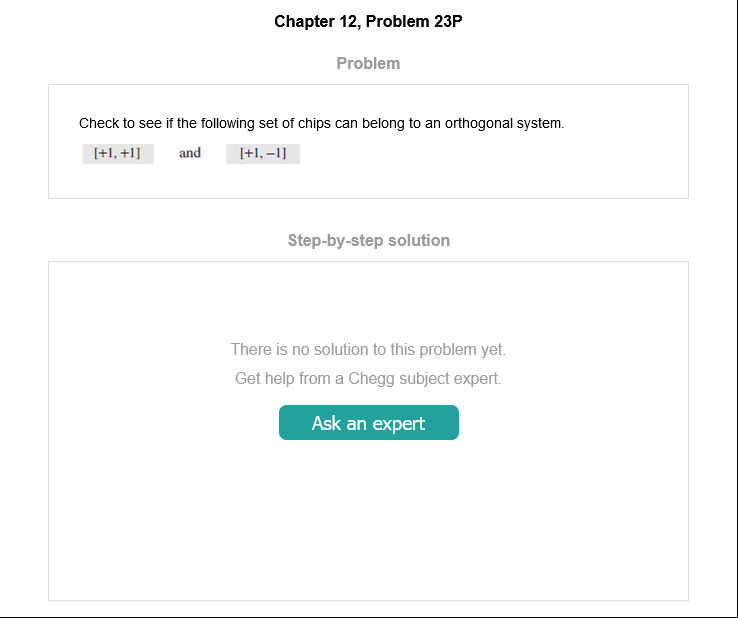 Chapter 12, Problem 23P
Problem
Check to see if the following set of chips can belong to an orthogonal system.
[+1, +1] and [+1, −1]
Step-by-step solution
There is no solution to this problem yet.
Get help from a Chegg subject expert.
Ask an expert